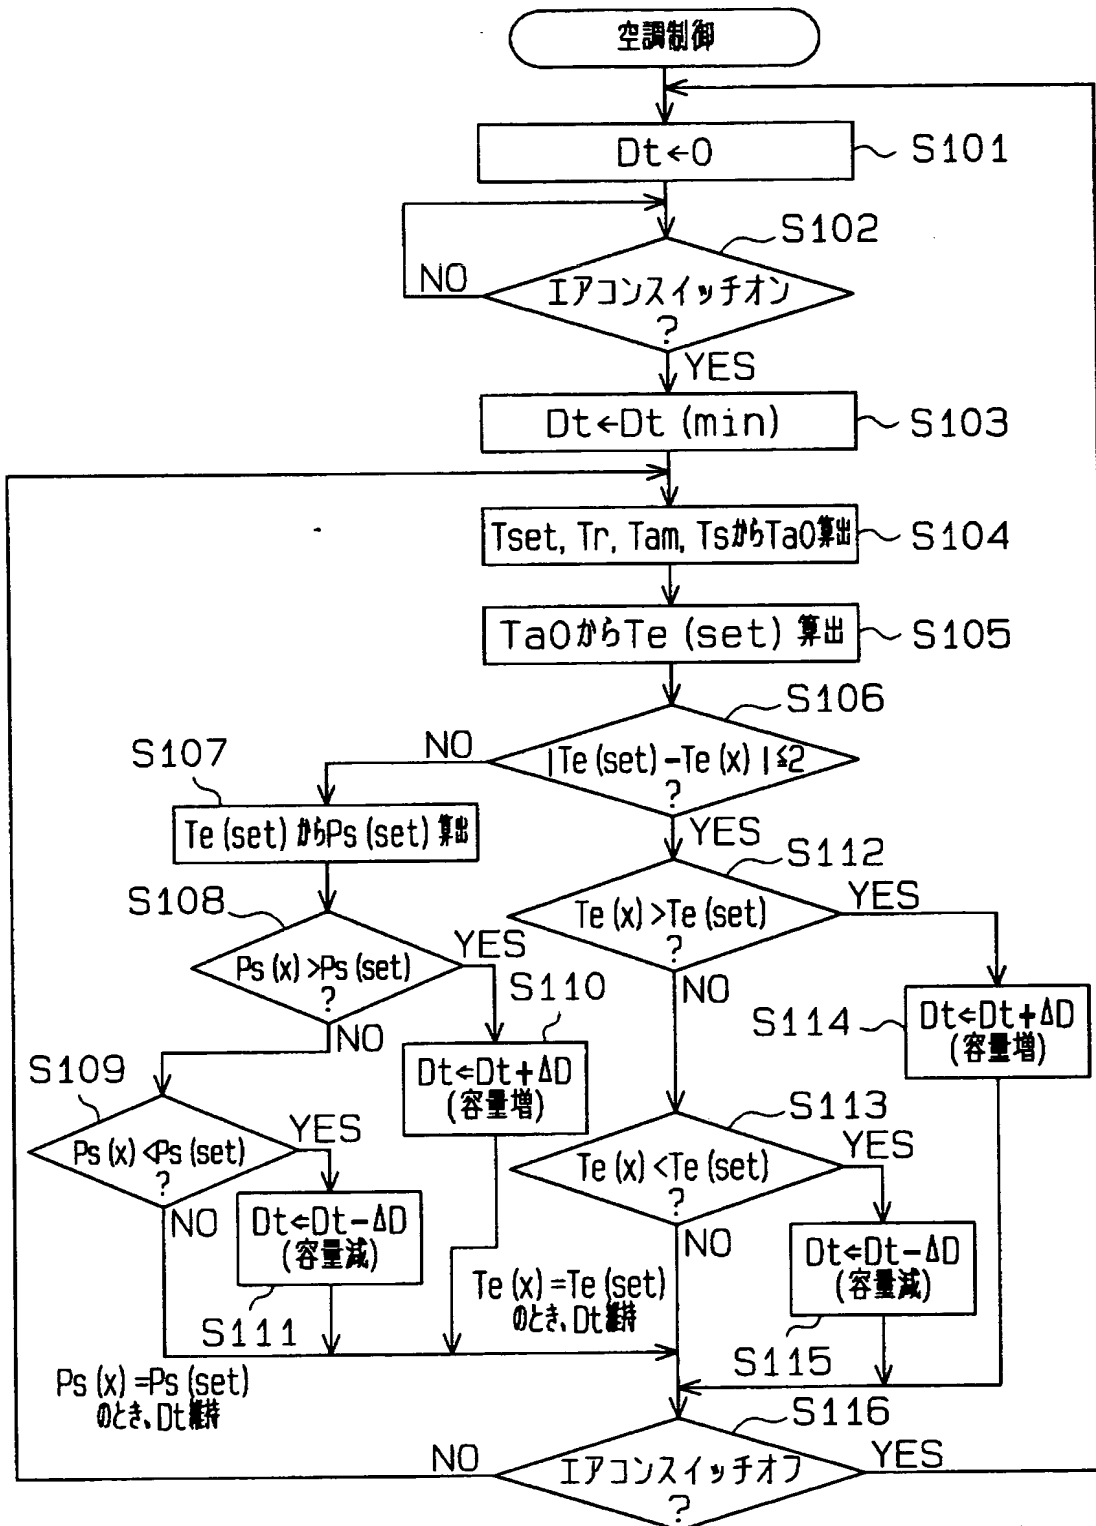 空調制御
Dt←0
S101
S102
NO
エアコンスイッチオン
?
YES
Dt←Dt (min)
S103
Tset, Tr, Tam, TsからTaO算出
S104
TaOからTe (set) 算出
S105
S106
NO
|Te (set) −Te (x) | ≦2
?
YES
S107
Te (set) からPs (set) 算出
S112
Te (x) >Te (set)
?
YES
NO
S108
Ps (x) >Ps (set)
?
YES
NO
S110
Dt⇐Dt+ΔD
(容量増)
S114
Dt⇐Dt+ΔD
(容量増)
S109
Ps (x) <Ps (set)
?
YES
NO
S113
Te (x) <Te (set)
?
YES
NO
Dt⇐Dt−ΔD
(容量減)
S111
Dt⇐Dt−ΔD
(容量減)
S115
Te (x) =Te (set)
のとき、Dt維持
Ps (x) =Ps (set)
のとき、Dt維持
S116
NO
エアコンスイッチオフ
?
YES